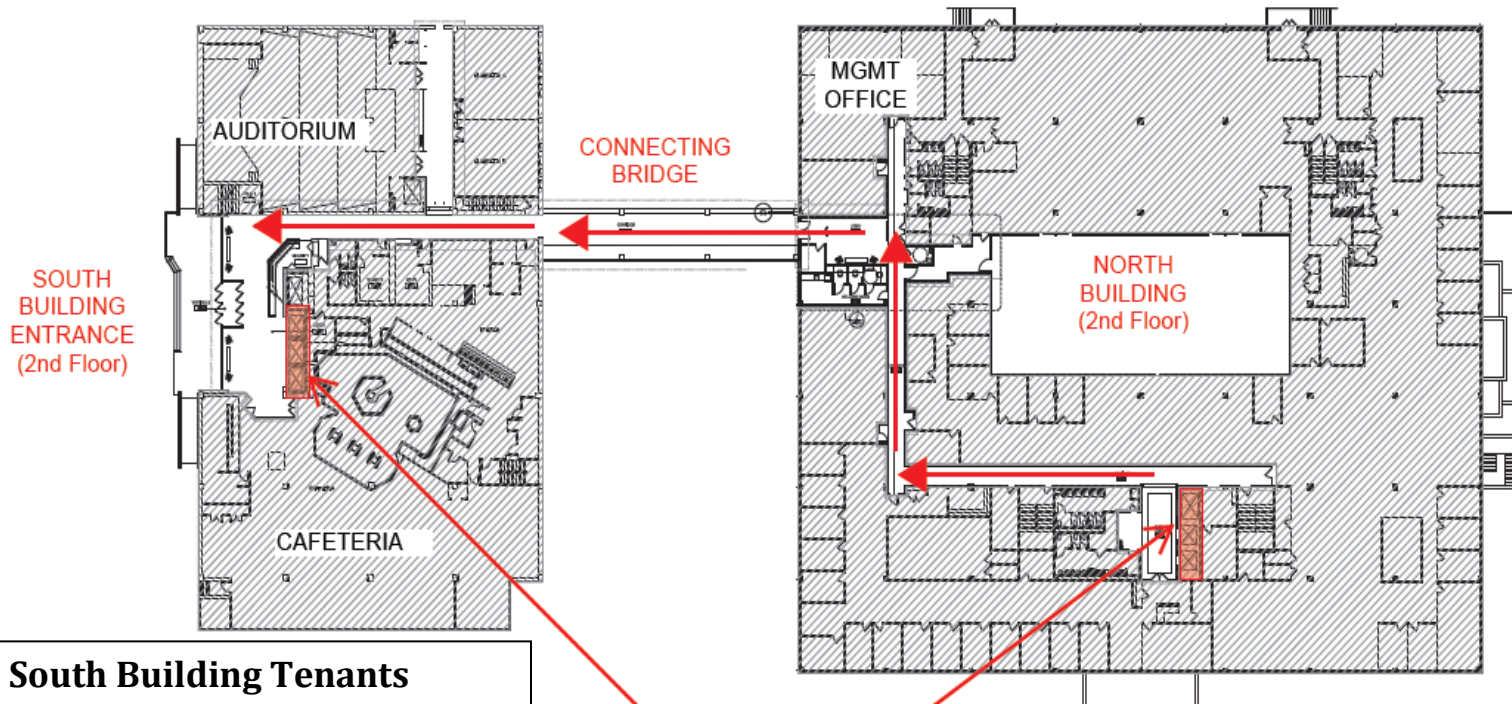 MGMT
OFFICE
AUDITORIUM
CONNECTING
BRIDGE
SOUTH
BUILDING
ENTRANCE
(2nd Floor)
NORTH
BUILDING
(2nd Floor)
CAFETERIA
South Building Tenants